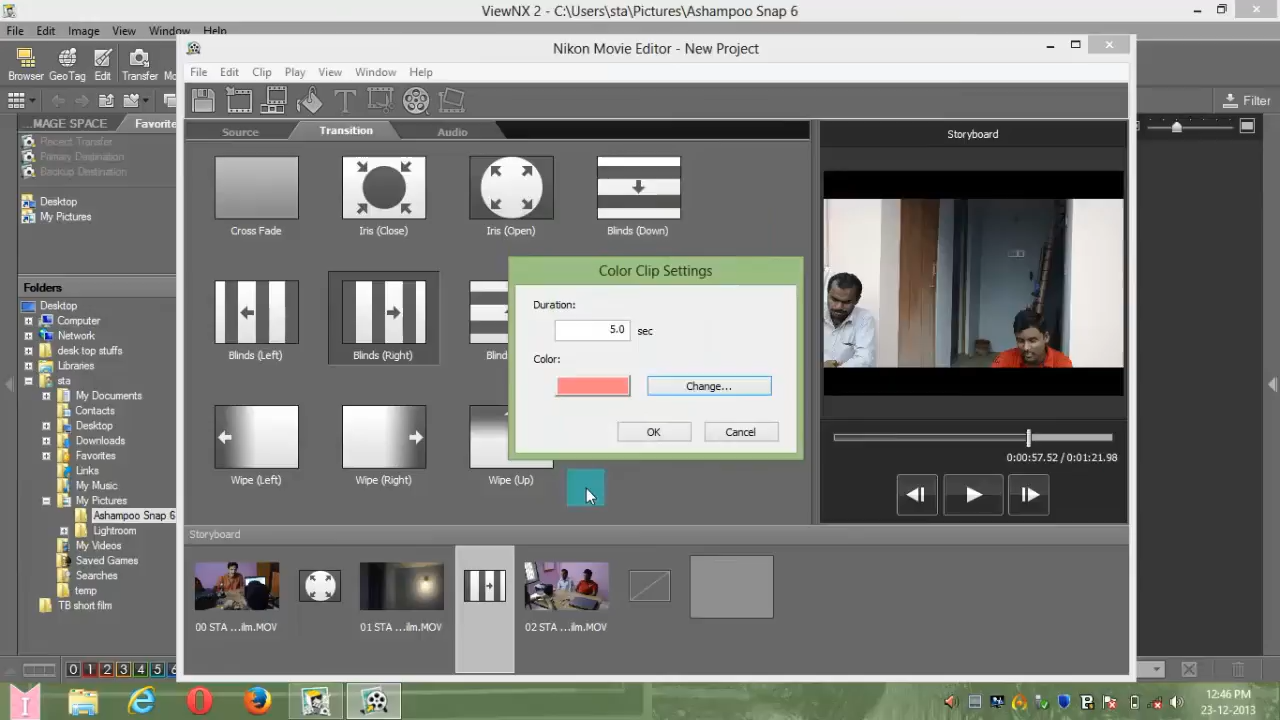 ViewNX 2 - C:\Users\sta\Pictures\Ashampoo Snap 6
File Edit Image View Window Help
Browser GeoTag Edit Transfer
Filter
...MAGE SPACE Favorite
Recent Transfer
Primary Destination
Backup Destination
Desktop
My Pictures
Folders
Desktop
Computer
Network
desk top stuffs
Libraries
sta
My Documents
Contacts
Desktop
Downloads
Favorites
Links
My Music
My Pictures
Ashampoo Snap 6
Lightroom
My Videos
Saved Games
Searches
temp
TB short film
0 1 2 3 4 5
Nikon Movie Editor - New Project
File Edit Clip Play View Window Help
Source Transition Audio
Cross Fade Iris (Close) Iris (Open) Blinds (Down)
Blinds (Left) Blinds (Right) Blind
Wipe (Left) Wipe (Right) Wipe (Up)
Color Clip Settings
Duration:
5.0 sec
Color:
Change...
OK Cancel
Storyboard
0:00:57.52 / 0:01:21.98
Storyboard
00 STA ...ilm.MOV 01 STA ...ilm.MOV 02 STA ...ilm.MOV
12:46 PM
23-12-2013